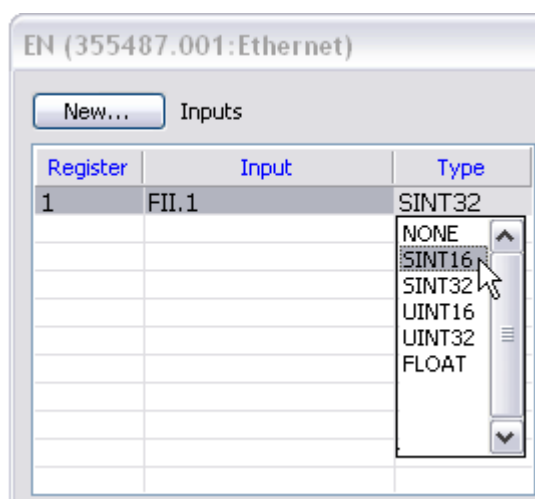 EN (355487.001:Ethernet)
New... Inputs
Register Input Type
1 FII.1 SINT32
NONE
SINT16
SINT32
UINT16
UINT32
FLOAT